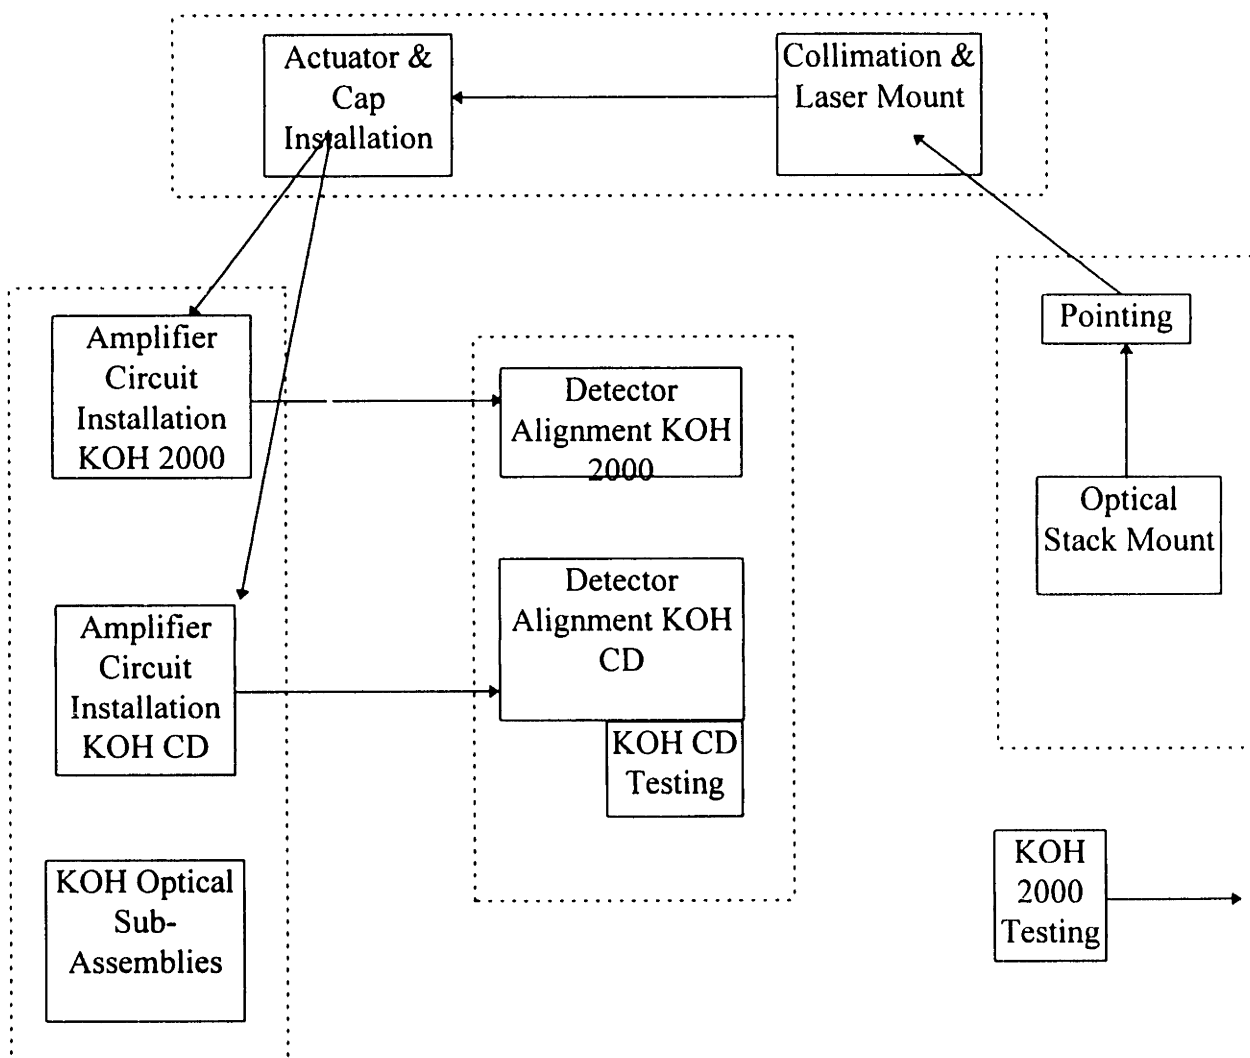 Actuator &
Cap
Installation
Collimation &
Laser Mount
Amplifier
Circuit
Installation
KOH 2000
Detector
Alignment KOH
2000
Pointing
Optical
Stack Mount
Amplifier
Circuit
Installation
KOH CD
Detector
Alignment KOH
CD
KOH CD
Testing
KOH Optical
Sub-
Assemblies
KOH
2000
Testing